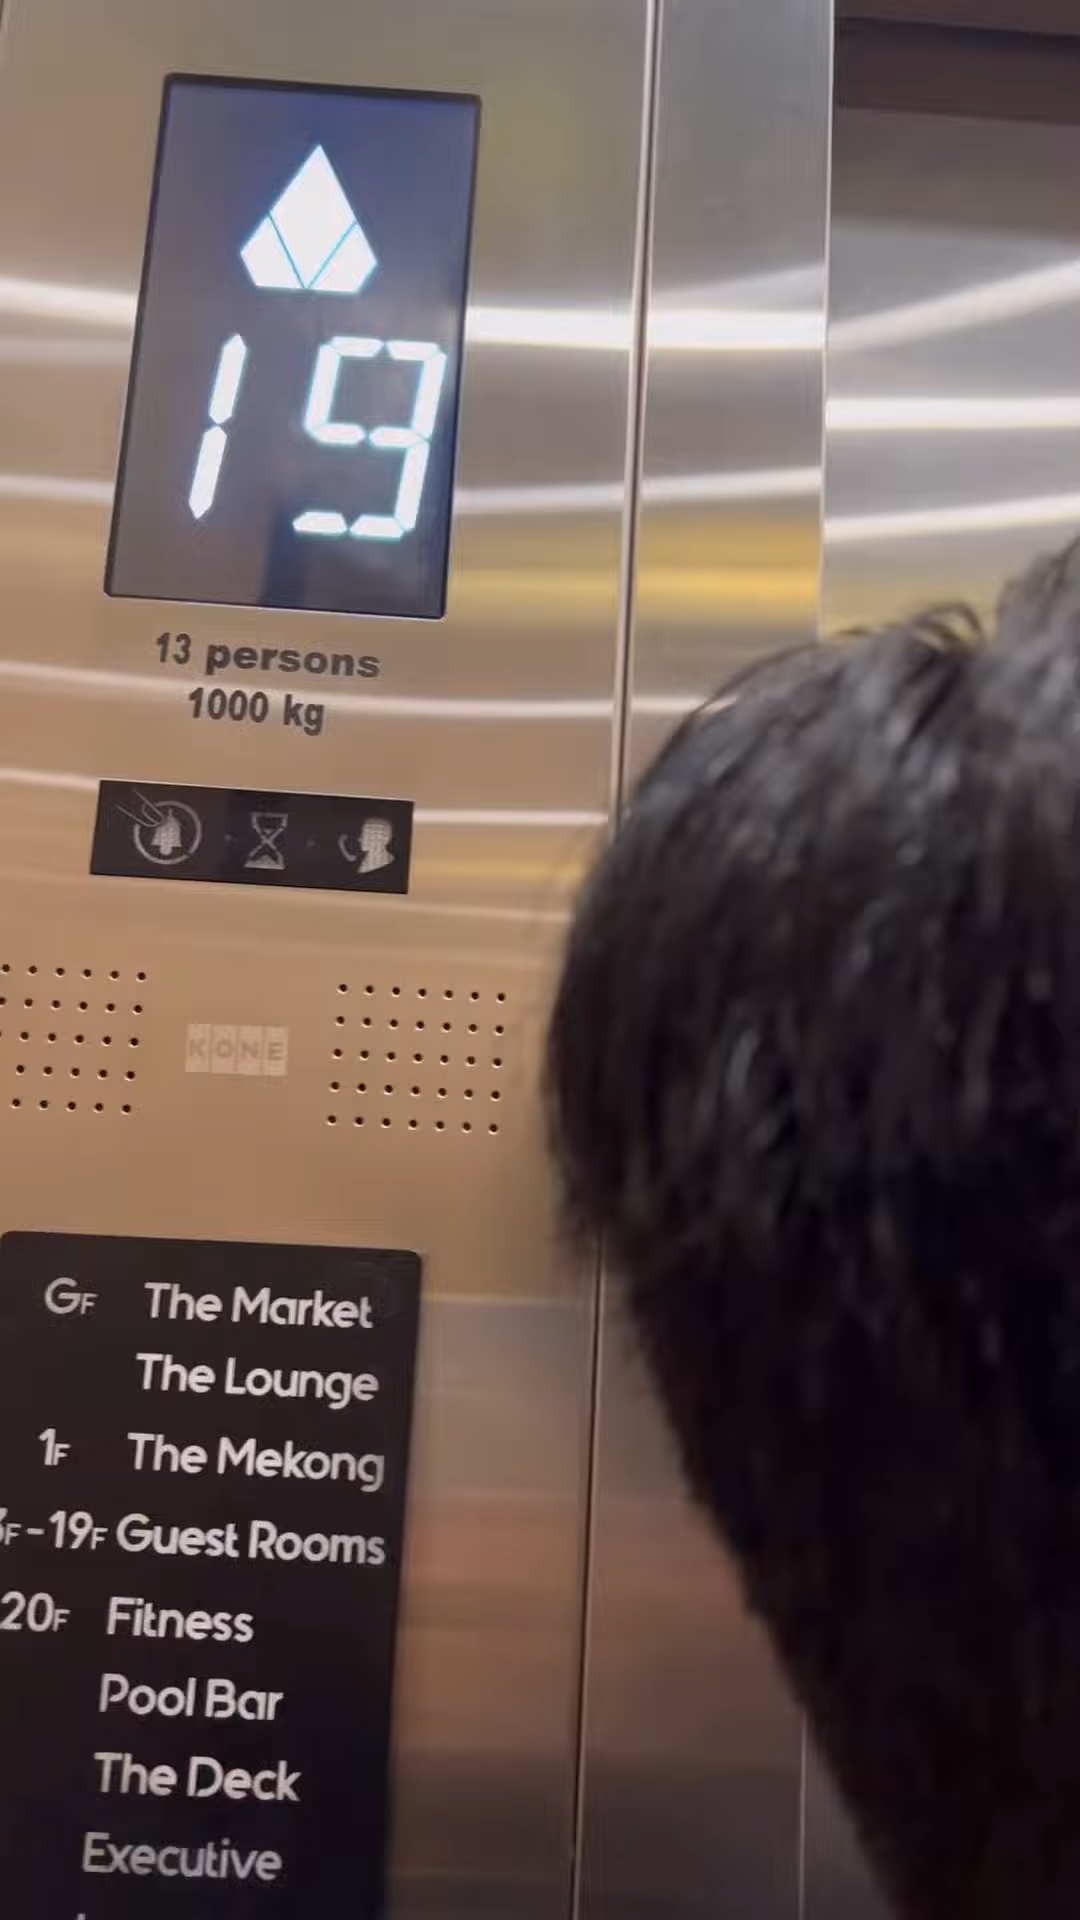 19
13 persons
1000 kg
KONE
GF The Market
The Lounge
1F The Mekong
F-19F Guest Rooms
20F Fitness
Pool Bar
The Deck
Executive